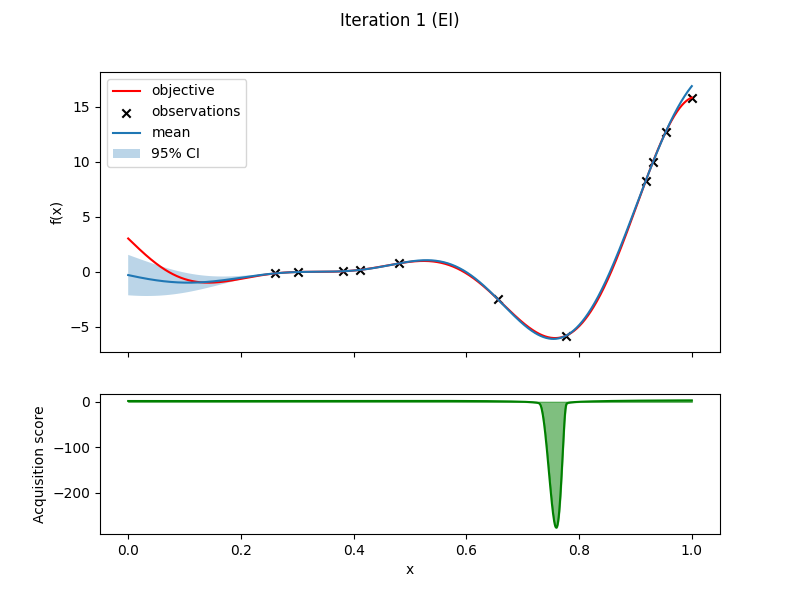 Iteration 1 (EI)
objective
observations
mean
95% CI
f(x)
15
10
5
0
−5
Acquisition score
0
−100
−200
0.0 0.2 0.4 0.6 0.8 1.0
x